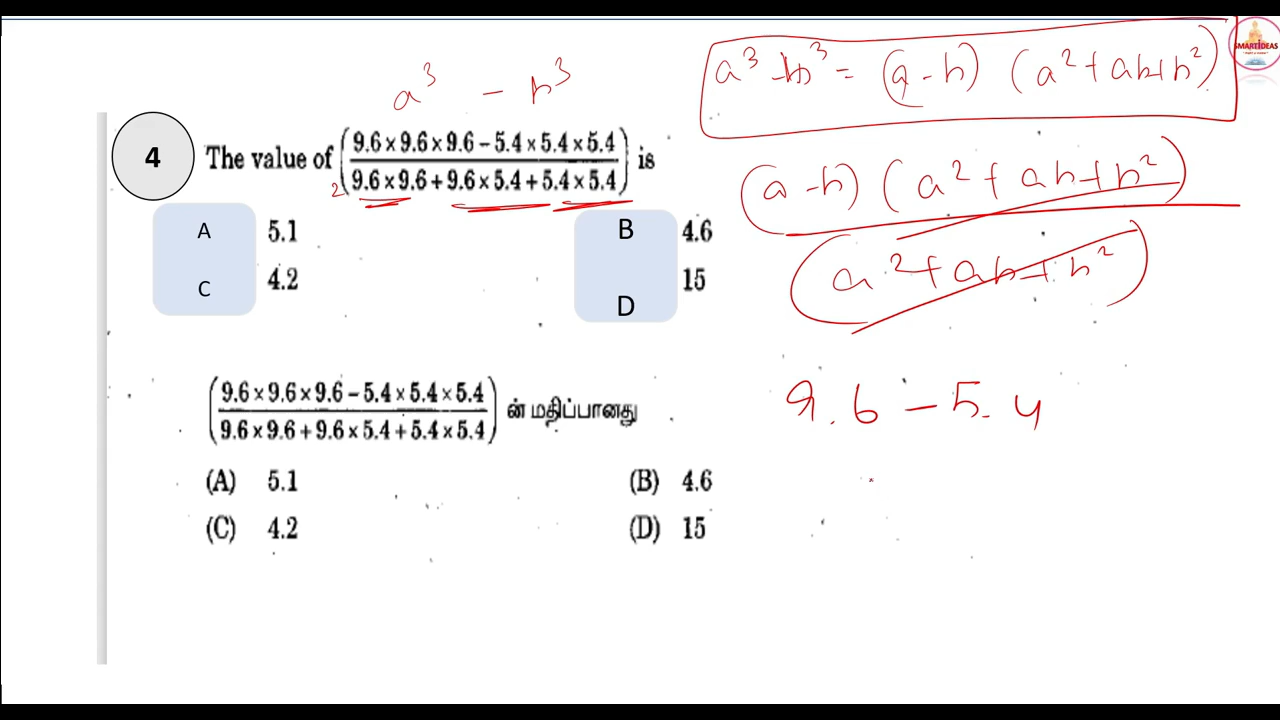 SMARTIDEAS
a³ - b³ = (a - b) (a² + ab + b²)
a³ - b³
4 The value of (9.6 × 9.6 × 9.6 – 5.4 × 5.4 × 5.4 / 9.6 × 9.6 + 9.6 × 5.4 + 5.4 × 5.4) is
(a - b) (a² + ab + b²)
(a² + ab + b²)
A 5.1 B 4.6
C 4.2 D 15
9.6 - 5.4
(9.6 × 9.6 × 9.6 – 5.4 × 5.4 × 5.4 / 9.6 × 9.6 + 9.6 × 5.4 + 5.4 × 5.4) ன் மதிப்பானது
(A) 5.1 (B) 4.6
(C) 4.2 (D) 15